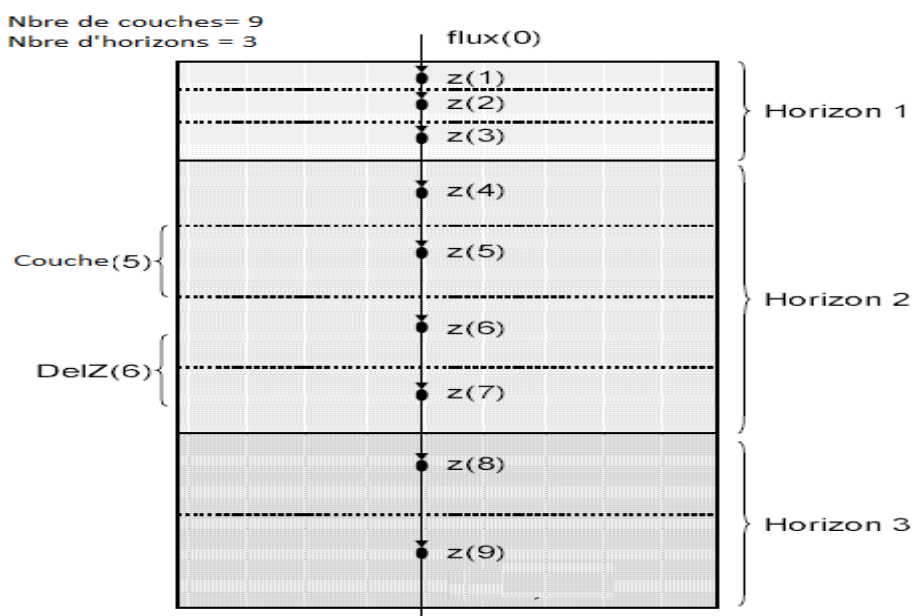 Nbre de couches= 9
Nbre d'horizons = 3
flux(0)
z(1)
z(2)
z(3)
Horizon 1
z(4)
z(5)
Couche(5)
z(6)
Horizon 2
DelZ(6)
z(7)
z(8)
z(9)
Horizon 3